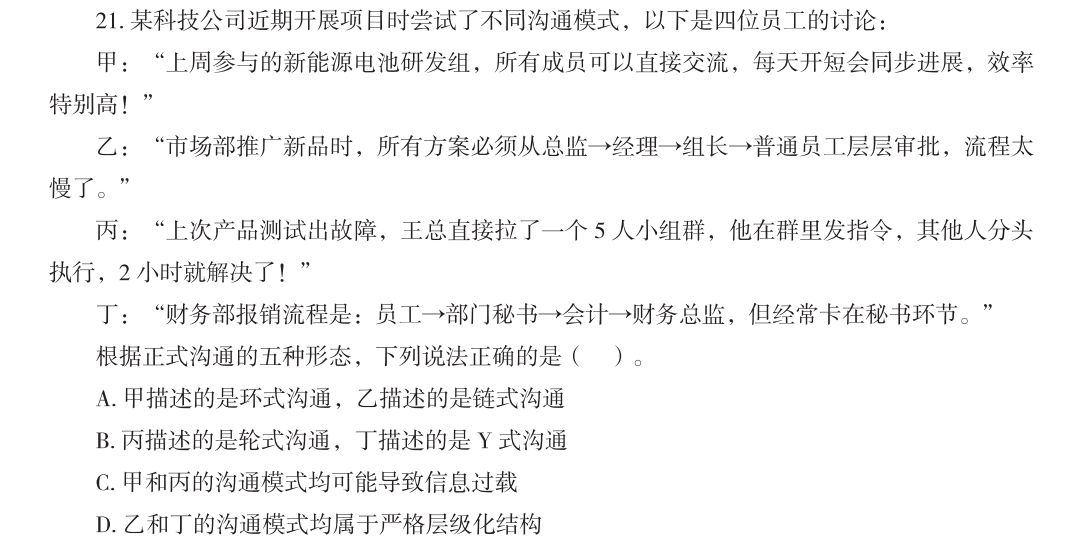 21. 某科技公司近期开展项目时尝试了不同沟通模式，以下是四位员工的讨论：
甲：“上周参与的新能源电池研发组，所有成员可以直接交流，每天开短会同步进展，效率
特别高！”
乙：“市场部推广新品时，所有方案必须从总监→经理→组长→普通员工层层审批，流程太
慢了。”
丙：“上次产品测试出故障，王总直接拉了一个 5 人小组群，他在群里发指令，其他人分头
执行，2 小时就解决了！”
丁：“财务部报销流程是：员工→部门秘书→会计→财务总监，但经常卡在秘书环节。”
根据正式沟通的五种形态，下列说法正确的是（　）。
A. 甲描述的是环式沟通，乙描述的是链式沟通
B. 丙描述的是轮式沟通，丁描述的是 Y 式沟通
C. 甲和丙的沟通模式均可能导致信息过载
D. 乙和丁的沟通模式均属于严格层级化结构